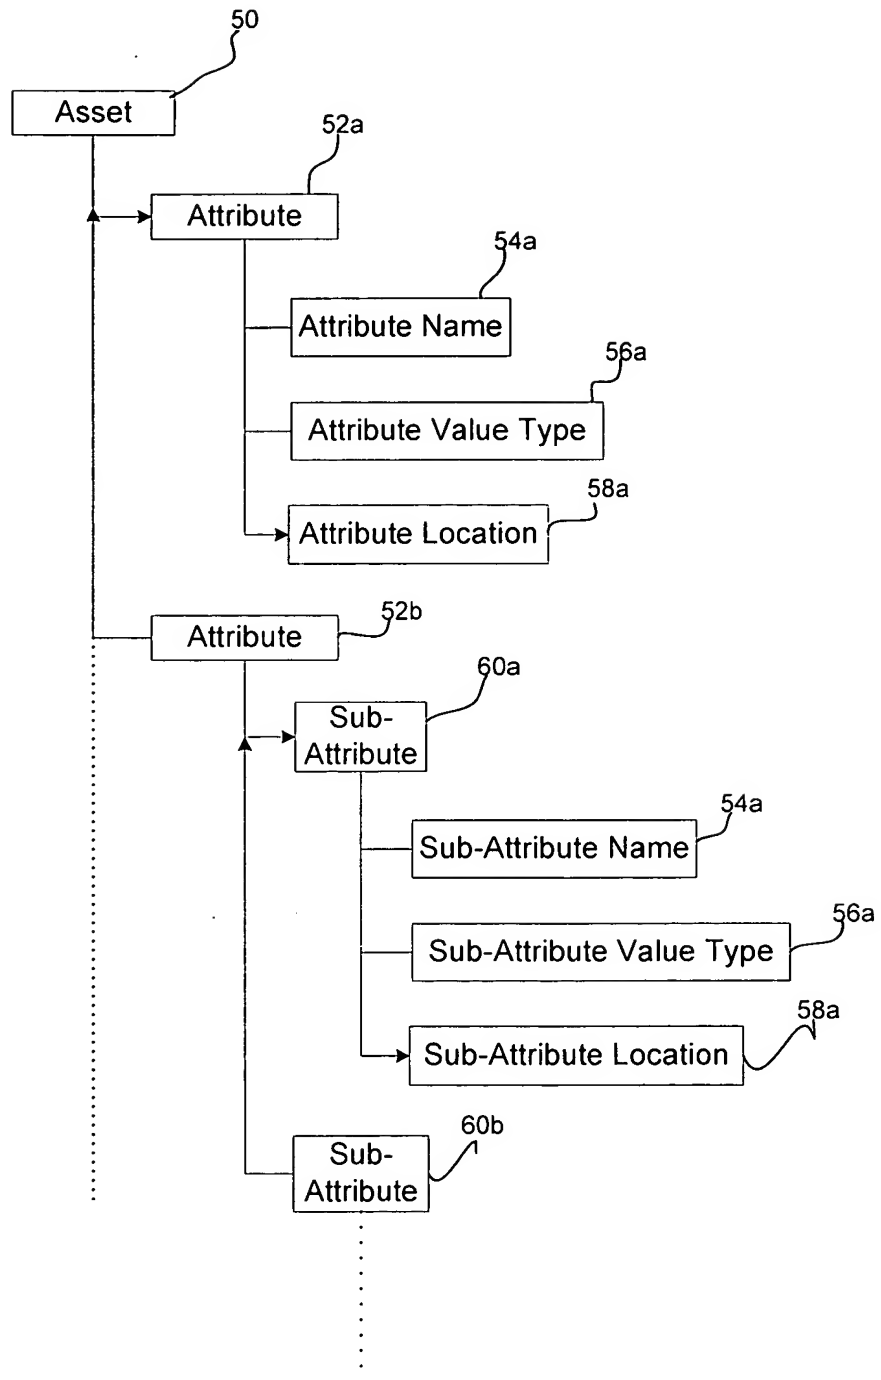 50
Asset
52a
Attribute
54a
Attribute Name
56a
Attribute Value Type
58a
Attribute Location
52b
Attribute
60a
Sub-
Attribute
54a
Sub-Attribute Name
56a
Sub-Attribute Value Type
58a
Sub-Attribute Location
60b
Sub-
Attribute